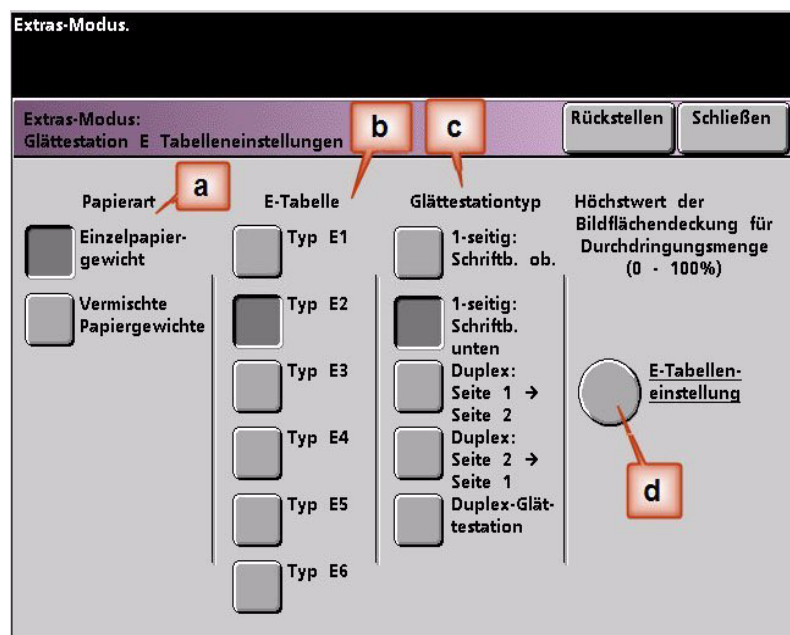 Extras-Modus.
Extras-Modus:
Glättestation E Tabelleneinstellungen
b
c
Rückstellen
Schließen
a
Papierart
Einzelpapier-
gewicht
Vermischte
Papiergewichte
E-Tabelle
Typ E1
Typ E2
Typ E3
Typ E4
Typ E5
Typ E6
Glättestationtyp
1-seitig:
Schriftb. ob.
1-seitig:
Schriftb.
unten
Duplex:
Seite 1 →
Seite 2
Duplex:
Seite 2 →
Seite 1
Duplex-Glät-
testation
Höchstwert der
Bildflächendeckung für
Durchdringungsmenge
(0 - 100%)
E-Tabellen-
einstellung
d